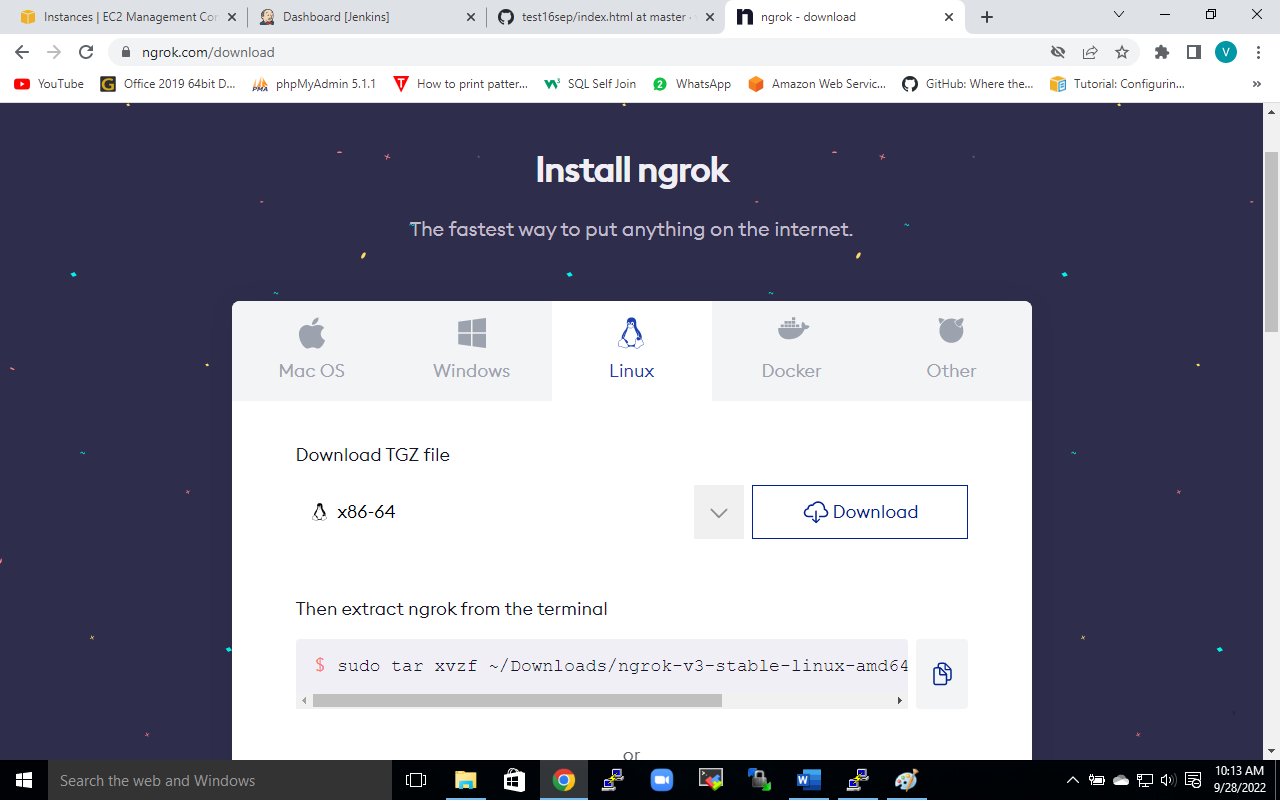 Instances | EC2 Management Con
Dashboard [Jenkins]
test16sep/index.html at master ·
ngrok - download
ngrok.com/download
V
YouTube
Office 2019 64bit D...
phpMyAdmin 5.1.1
How to print patter...
SQL Self Join
2
WhatsApp
Amazon Web Servic...
GitHub: Where the...
Tutorial: Configurin...
»
Install ngrok
The fastest way to put anything on the internet.
Mac OS
Windows
Linux
Docker
Other
Download TGZ file
x86-64
Download
Then extract ngrok from the terminal
$ sudo tar xvzf ~/Downloads/ngrok-v3-stable-linux-amd64
or
Search the web and Windows
10:13 AM
9/28/2022